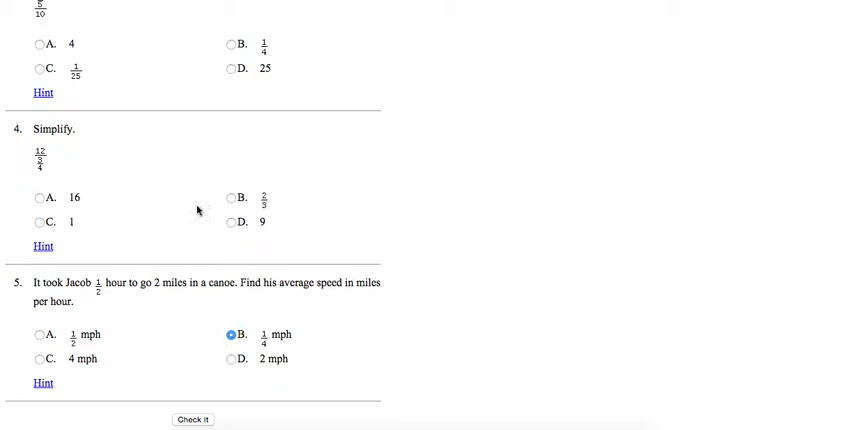 5
10
A. 4
B. 1
4
C. 1
25
D. 25
Hint
4. Simplify.
12
3
4
A. 16
B. 2
3
C. 1
D. 9
Hint
5. It took Jacob 1/2 hour to go 2 miles in a canoe. Find his average speed in miles
per hour.
A. 1/2 mph
B. 1/4 mph
C. 4 mph
D. 2 mph
Hint
Check It